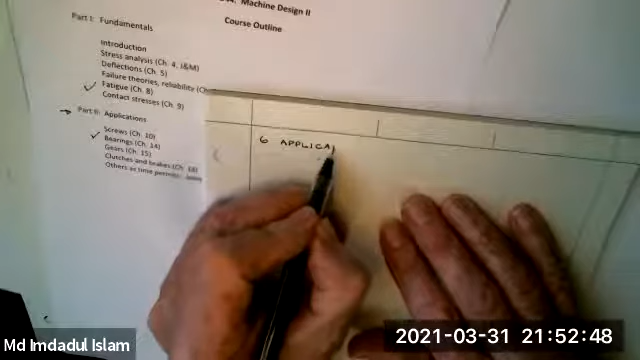 Machine Design II
Course Outline
Part I: Fundamentals
Introduction
Stress analysis (Ch. 4, J&M)
Deflections (Ch. 5)
Failure theories, reliability (Ch
Fatigue (Ch. 8)
Contact stresses (Ch. 9)
Part II: Applications
Screws (Ch. 10)
Bearings (Ch. 14)
Gears (Ch. 15)
Clutches and brakes (Ch. 18)
Others as time permits
6 APPLICA
Md Imdadul Islam
2021-03-31 21:52:48